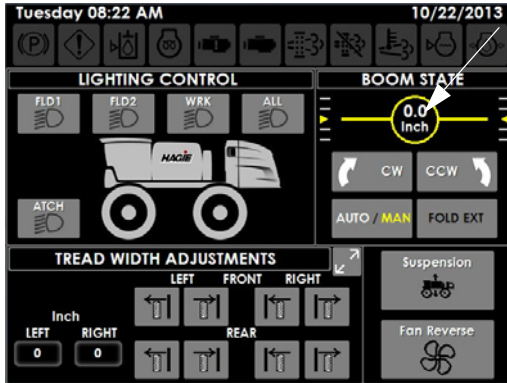 Tuesday 08:22 AM 10/22/2013
(P)
LIGHTING CONTROL
FLD1 FLD2 WRK ALL
HAGIE
ATCH
BOOM STATE
0.0
Inch
CW CCW
AUTO / MAN FOLD EXT
TREAD WIDTH ADJUSTMENTS
LEFT FRONT RIGHT
Inch
LEFT RIGHT
0 0
REAR
Suspension
Fan Reverse